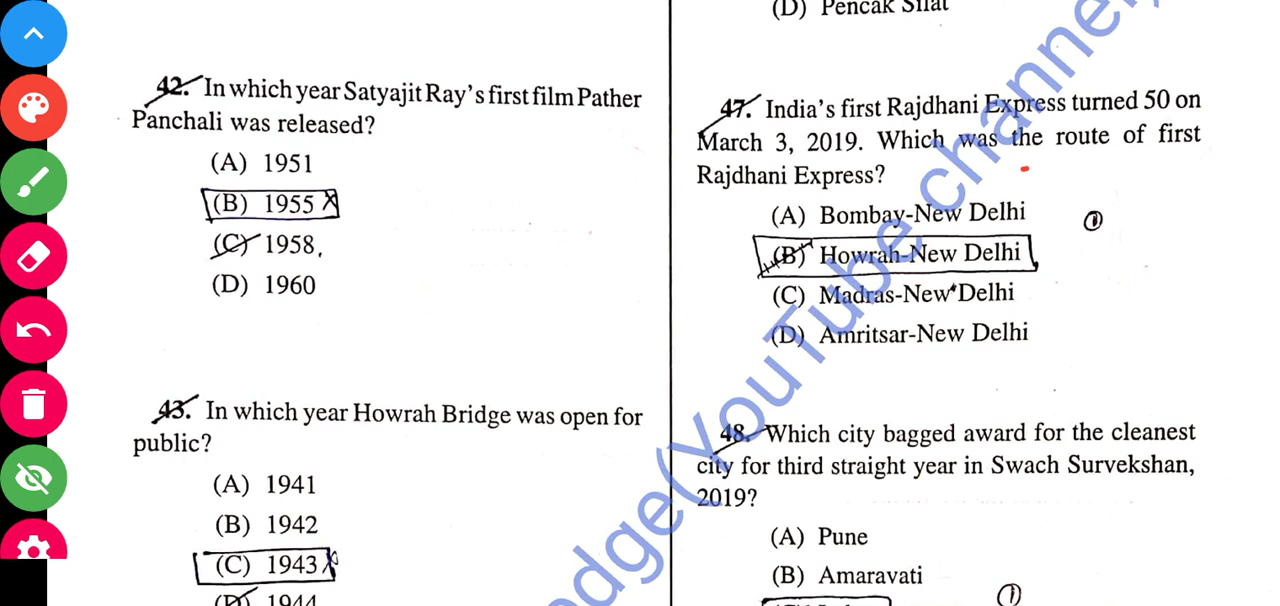 42. In which year Satyajit Ray's first film Pather
Panchali was released?
(A) 1951
(B) 1955
(C) 1958
(D) 1960
43. In which year Howrah Bridge was open for
public?
(A) 1941
(B) 1942
(C) 1943
(D) 1944
(D) Pencak Silat
47. India's first Rajdhani Express turned 50 on
March 3, 2019. Which was the route of first
Rajdhani Express?
(A) Bombay-New Delhi
(B) Howrah-New Delhi
(C) Madras-New Delhi
(D) Amritsar-New Delhi
48. Which city bagged award for the cleanest
city for third straight year in Swach Survekshan,
2019?
(A) Pune
(B) Amaravati
(YouTube channel